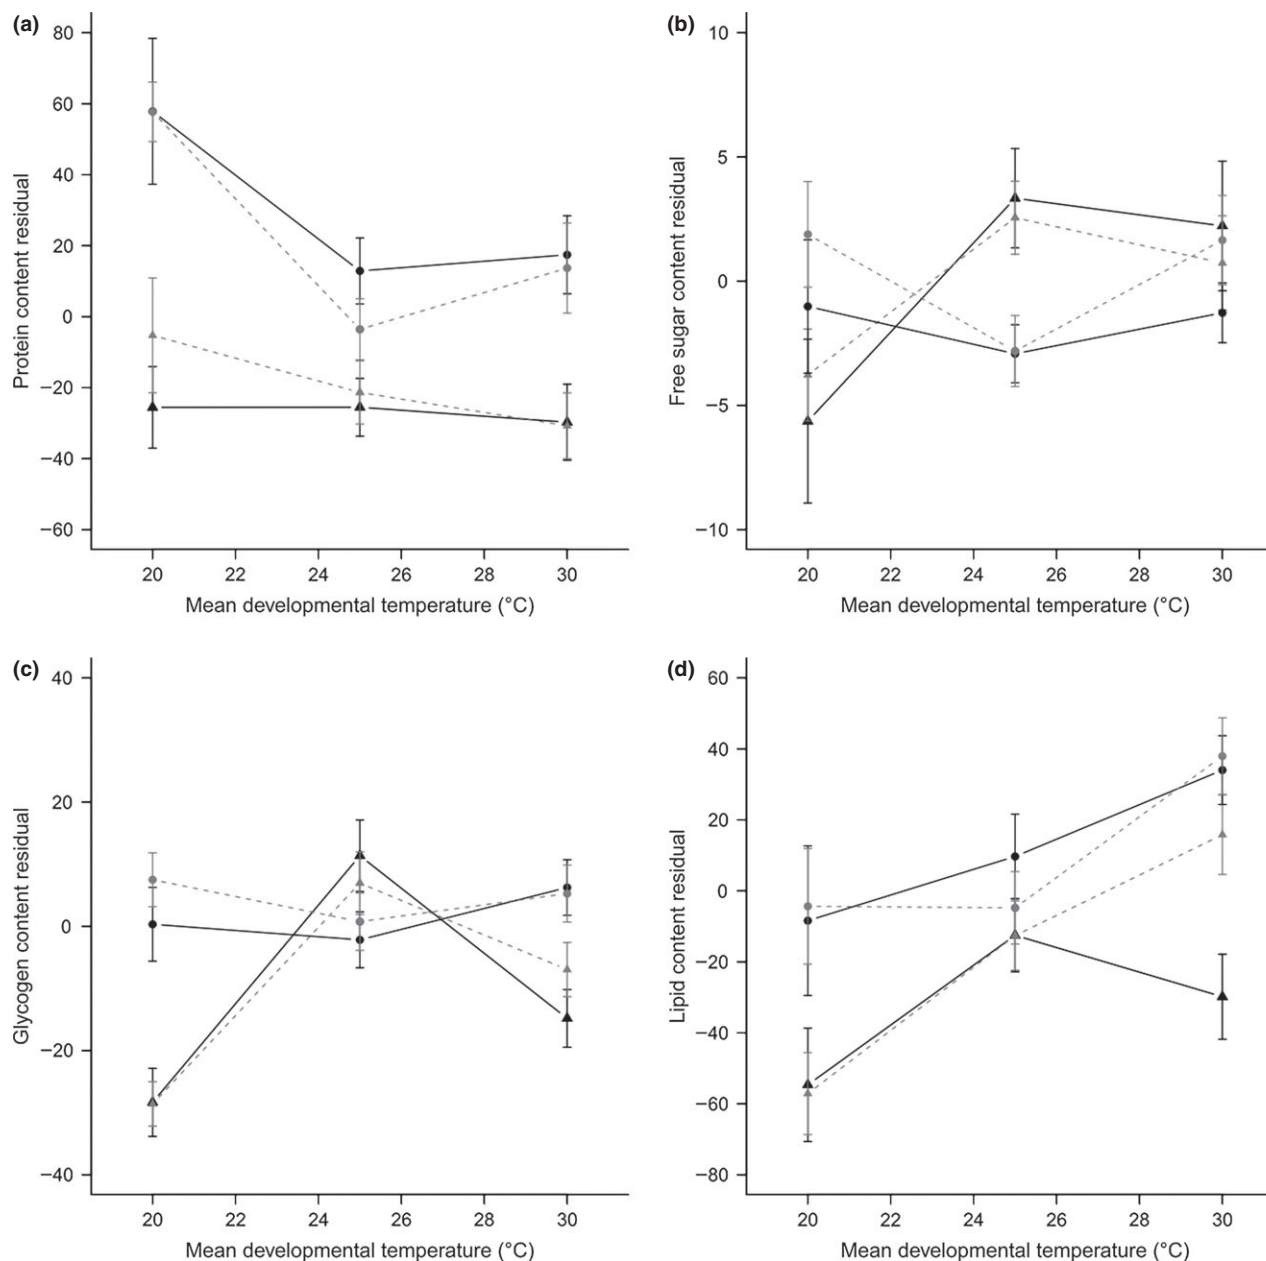 (a)
80
60
40
20
0
−20
−40
−60
Protein content residual
20 22 24 26 28 30
Mean developmental temperature (°C)
(b)
10
5
0
−5
−10
Free sugar content residual
20 22 24 26 28 30
Mean developmental temperature (°C)
(c)
40
20
0
−20
−40
Glycogen content residual
20 22 24 26 28 30
Mean developmental temperature (°C)
(d)
60
40
20
0
−20
−40
−60
−80
Lipid content residual
20 22 24 26 28 30
Mean developmental temperature (°C)